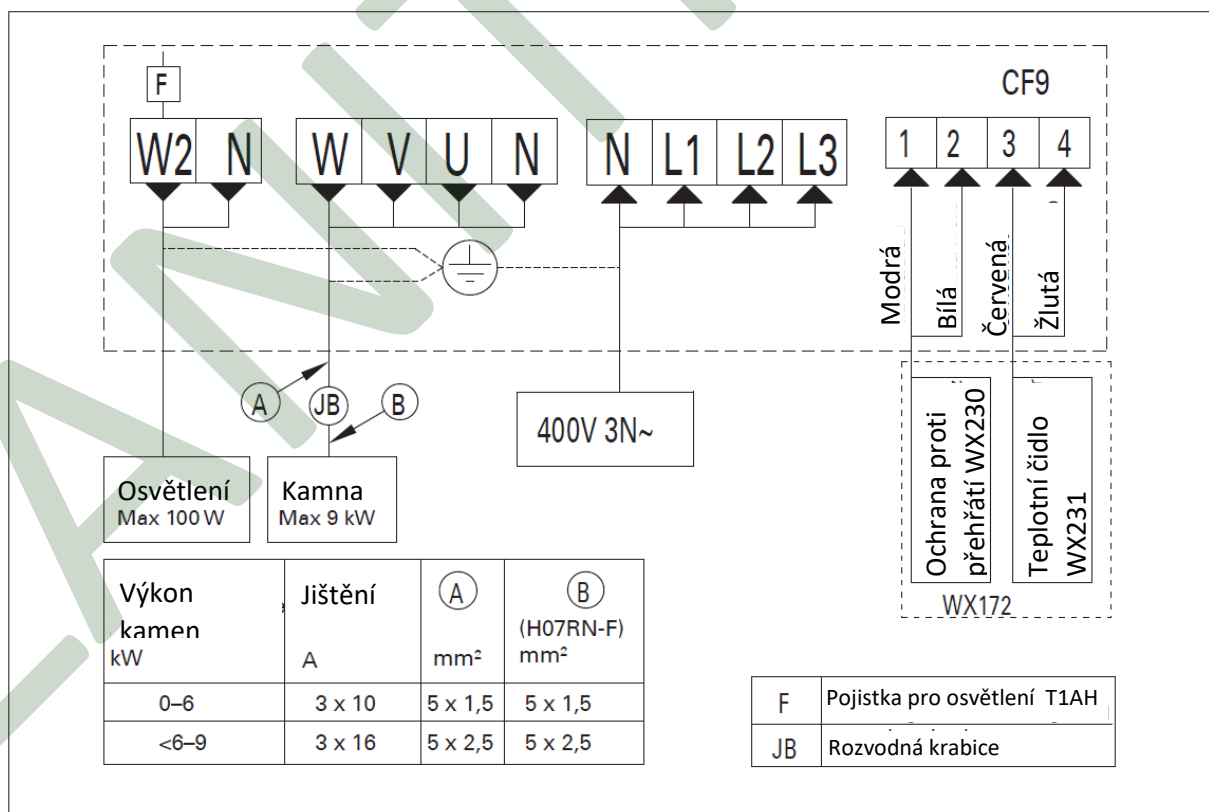 F
CF9
W2 N
W V U N
N L1 L2 L3
1 2 3 4
Modrá
Bílá
Červená
Žlutá
A
JB
B
400V 3N~
Osvětlení
Max 100 W
Kamna
Max 9 kW
Ochrana proti
přehřátí WX230
Teplotní čidlo
WX231
WX172
Výkon
kamen
kW
Jištění
A
A
mm²
B
(H07RN-F)
mm²
0–6 3 x 10 5 x 1,5 5 x 1,5
<6–9 3 x 16 5 x 2,5 5 x 2,5
F Pojistka pro osvětlení T1AH
JB Rozvodná krabice